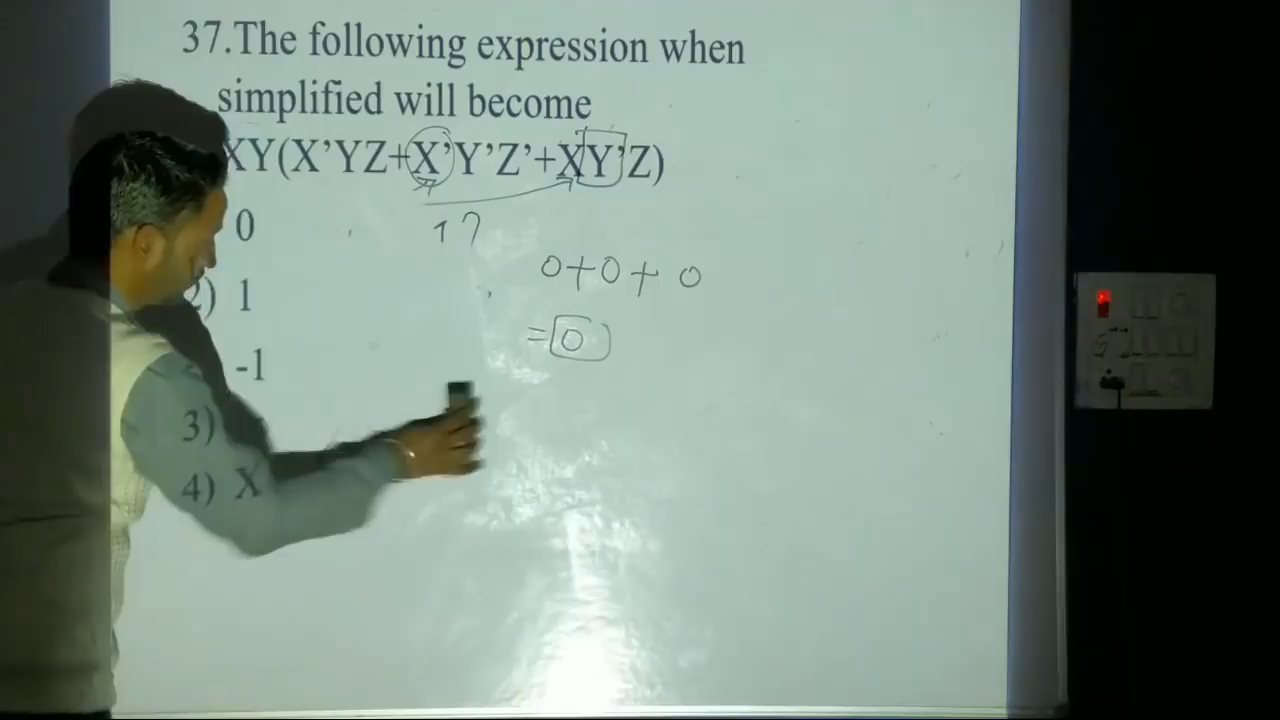 37.The following expression when
simplified will become
XY(X'YZ+X'Y'Z'+XY'Z)
0
1?
0+0+0
2) 1
=0
-1
3)
4) X